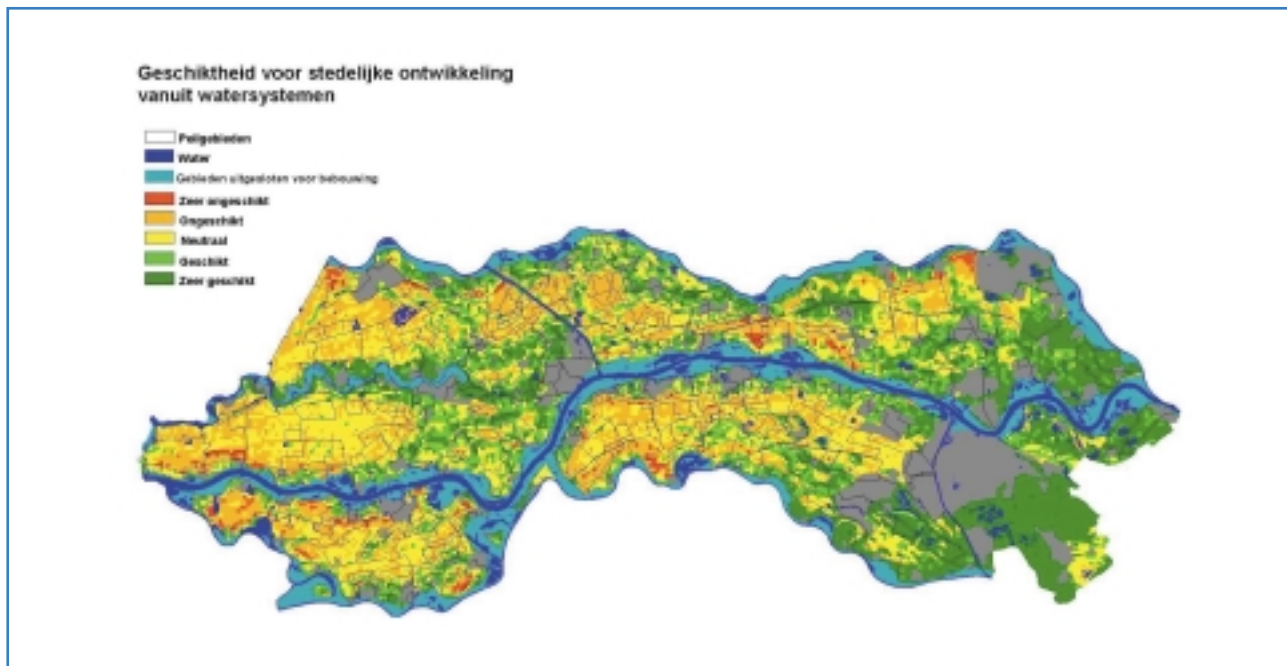 Geschiktheid voor stedelijke ontwikkeling
vanuit watersystemen
Peilgebieden
Water
Gebieden uitgesloten voor bebouwing
Zeer ongeschikt
Ongeschikt
Neutraal
Geschikt
Zeer geschikt